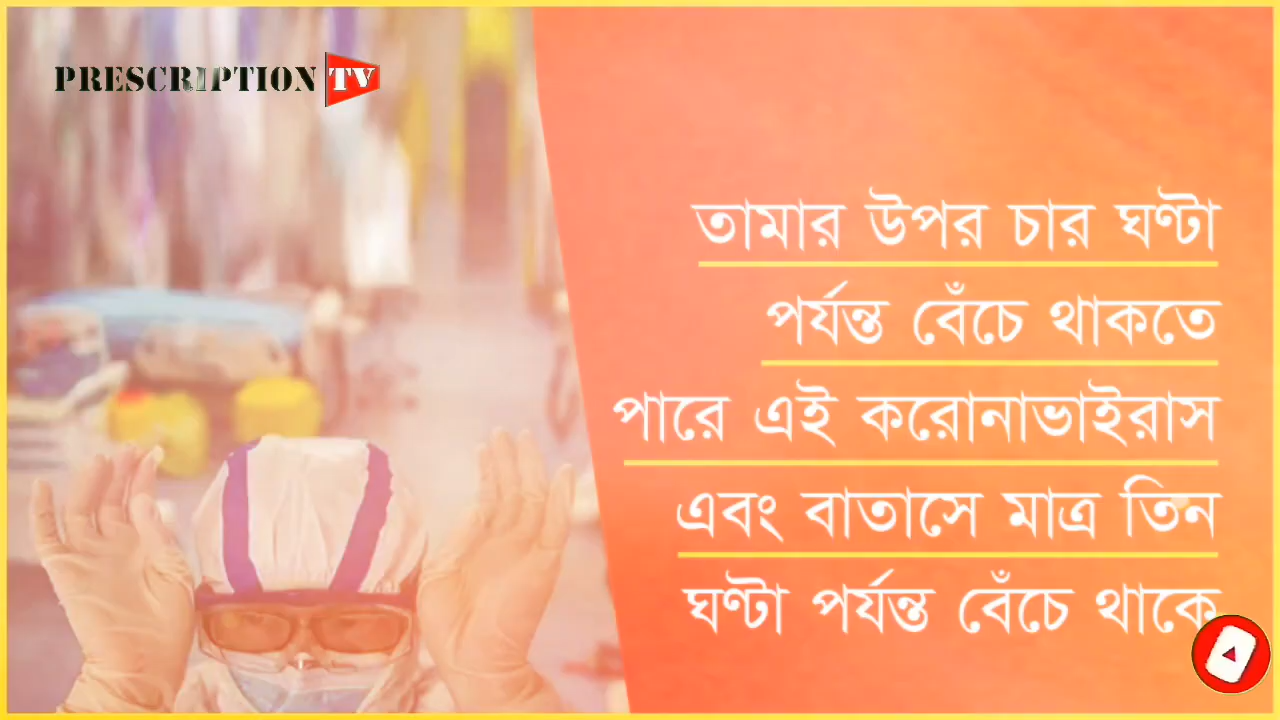 PRESCRIPTION TV
তামার উপর চার ঘণ্টা
পর্যন্ত বেঁচে থাকতে
পারে এই করোনাভাইরাস
এবং বাতাসে মাত্র তিন
ঘণ্টা পর্যন্ত বেঁচে থাকে